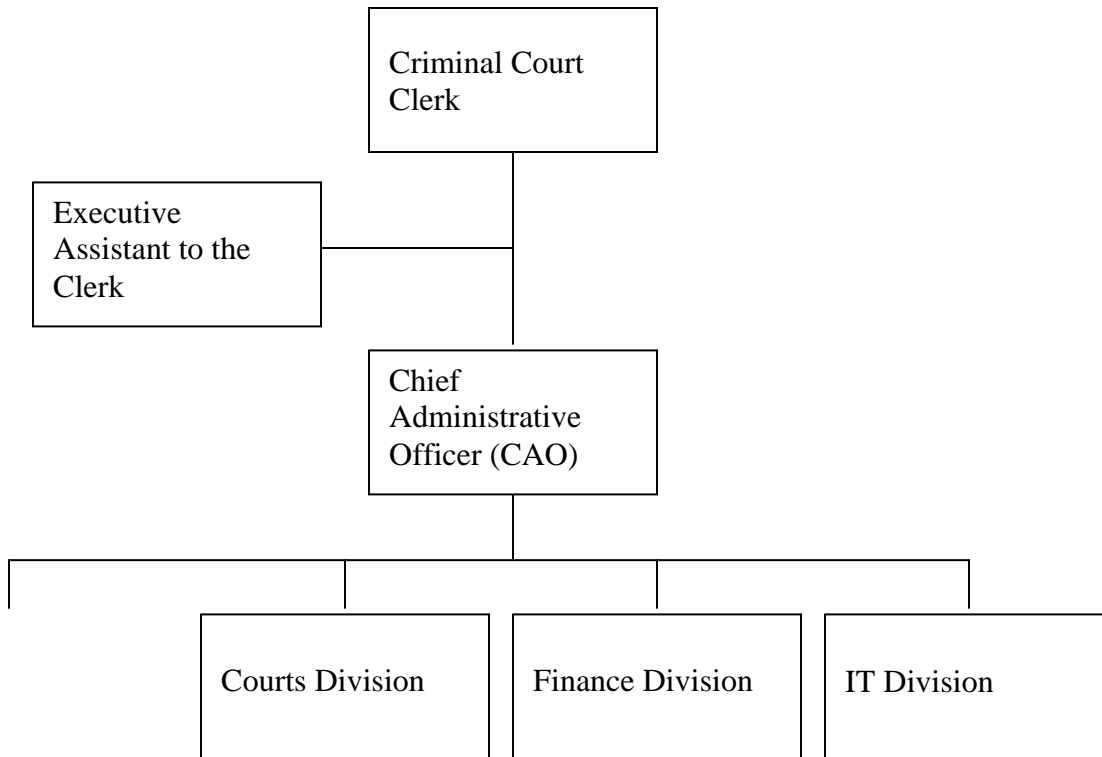 Criminal Court
Clerk
Executive
Assistant to the
Clerk
Chief
Administrative
Officer (CAO)
Courts Division
Finance Division
IT Division